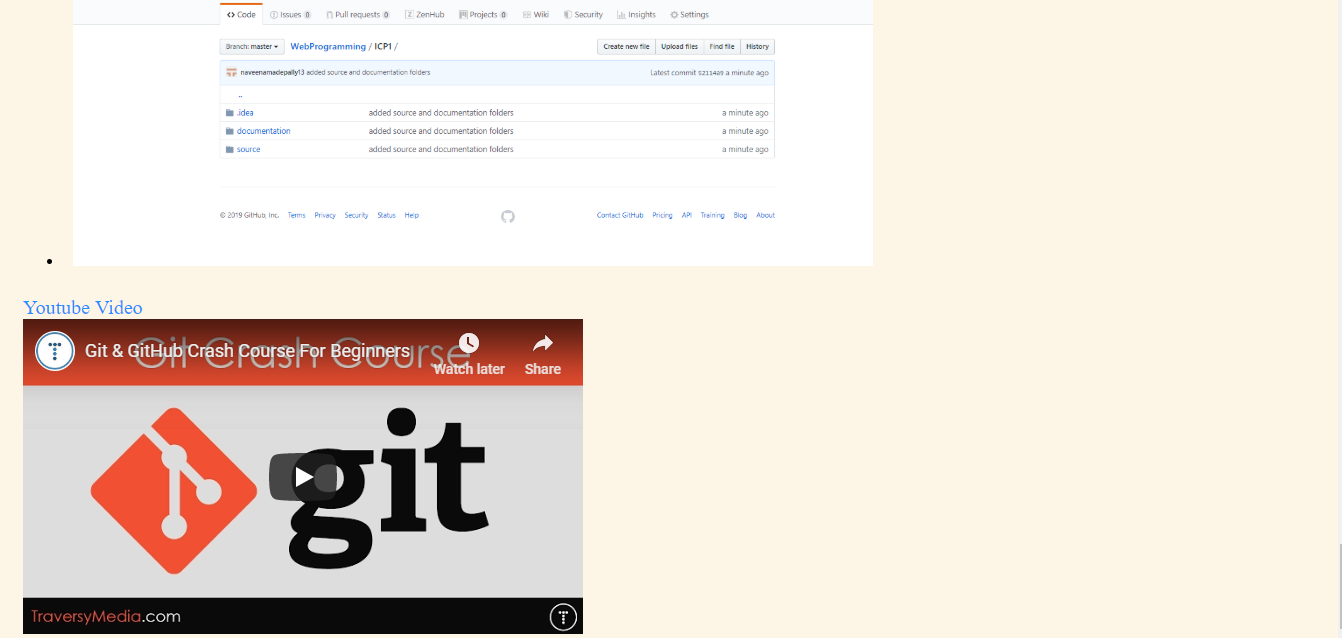 Code Issues 0 Pull requests 0 ZenHub Projects 0 Wiki Security Insights Settings
Branch: master WebProgramming / ICP1 / Create new file Upload files Find file History
naveenamadepally13 added source and documentation folders Latest commit 5211489 a minute ago
..
.idea added source and documentation folders a minute ago
documentation added source and documentation folders a minute ago
source added source and documentation folders a minute ago
© 2019 GitHub, Inc. Terms Privacy Security Status Help Contact GitHub Pricing API Training Blog About
Youtube Video
Git Crash Course
Git & GitHub Crash Course For Beginners
Watch later Share
git
TraversyMedia.com